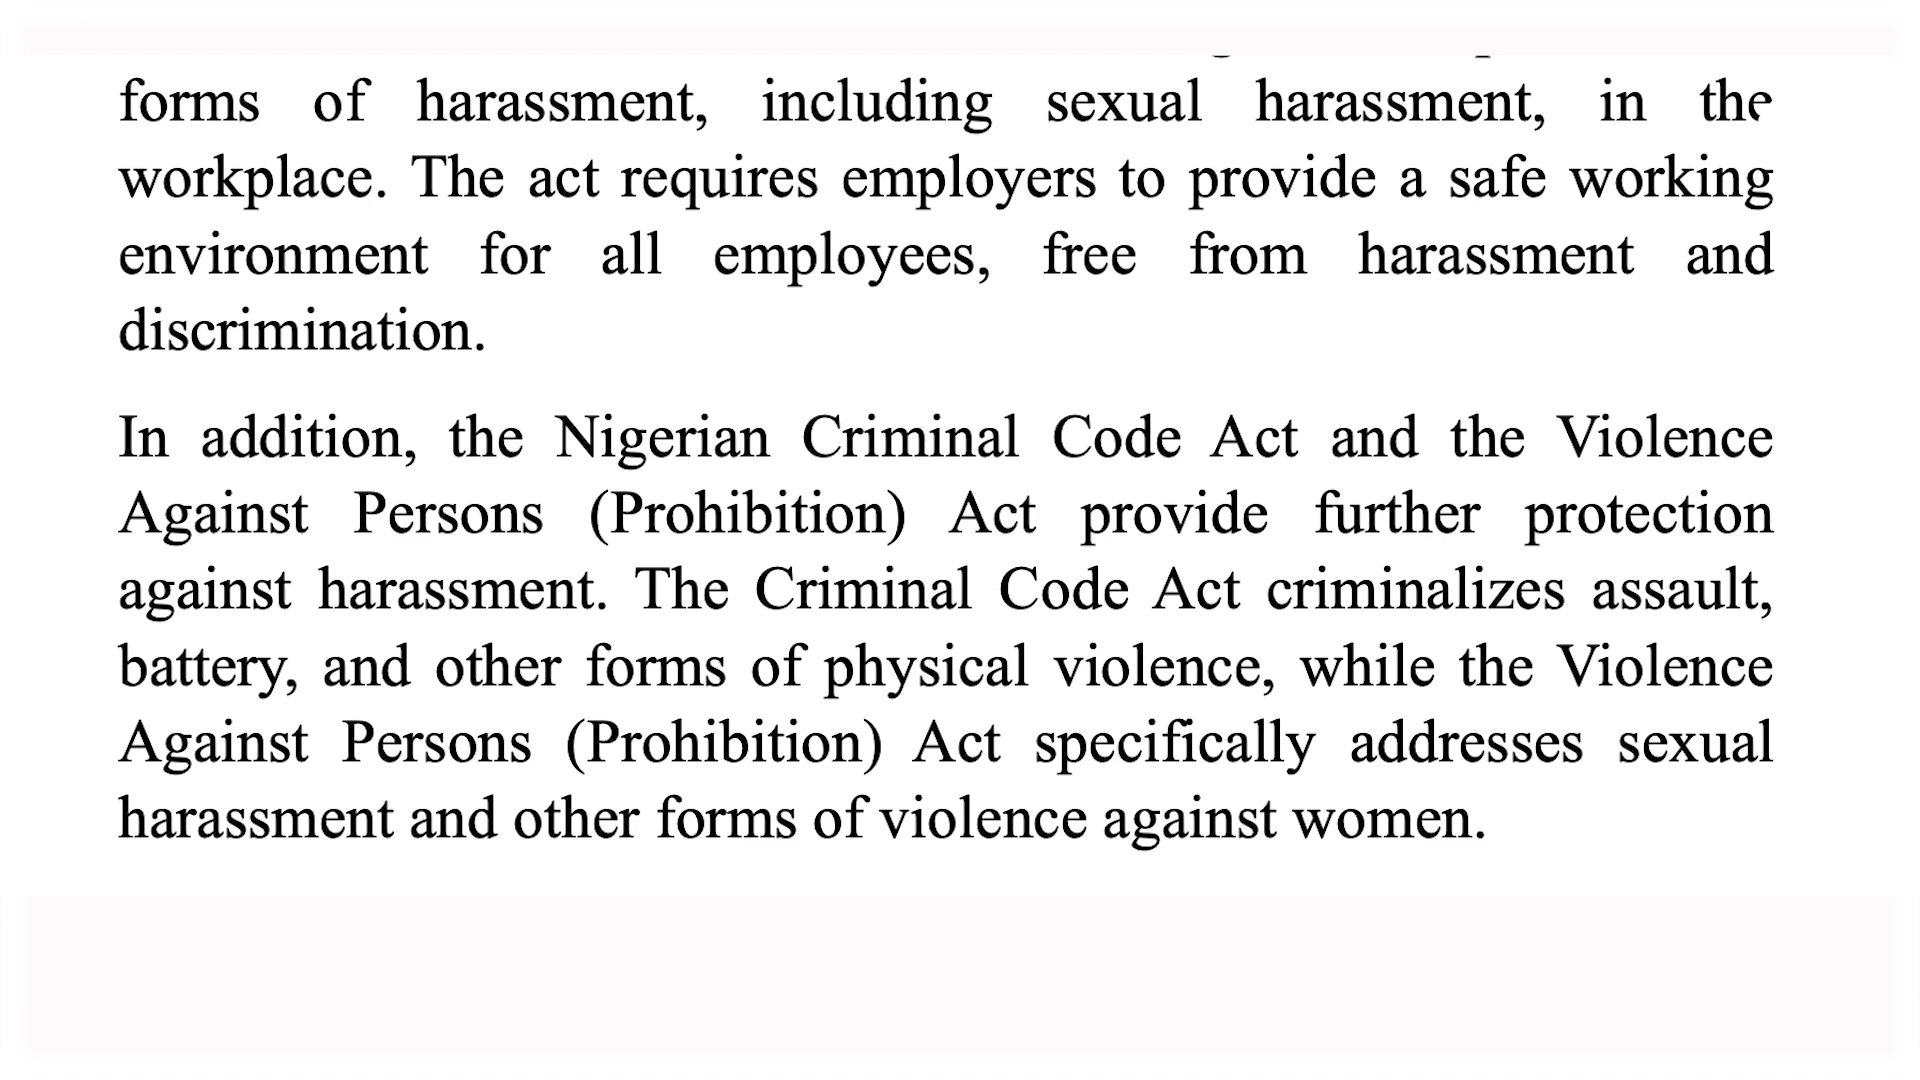 forms of harassment, including sexual harassment, in the
workplace. The act requires employers to provide a safe working
environment for all employees, free from harassment and
discrimination.
In addition, the Nigerian Criminal Code Act and the Violence
Against Persons (Prohibition) Act provide further protection
against harassment. The Criminal Code Act criminalizes assault,
battery, and other forms of physical violence, while the Violence
Against Persons (Prohibition) Act specifically addresses sexual
harassment and other forms of violence against women.